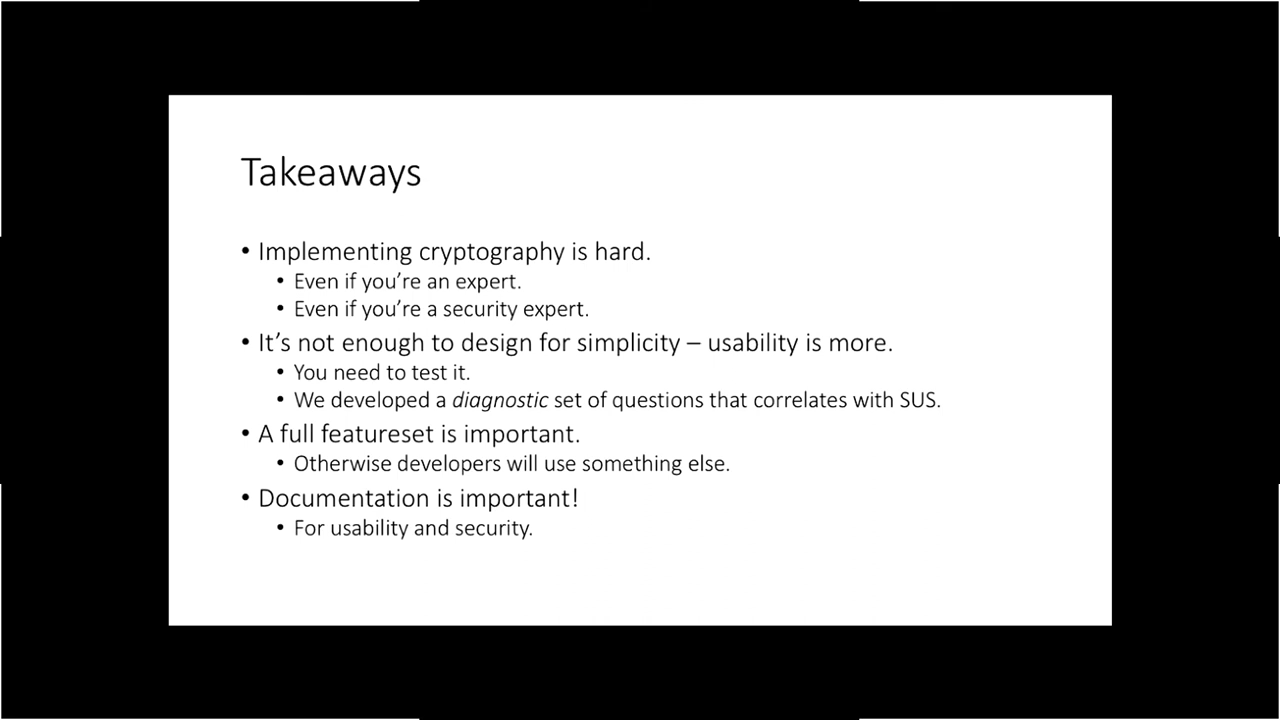 Takeaways
• Implementing cryptography is hard.
• Even if you’re an expert.
• Even if you’re a security expert.
• It’s not enough to design for simplicity – usability is more.
• You need to test it.
• We developed a diagnostic set of questions that correlates with SUS.
• A full featureset is important.
• Otherwise developers will use something else.
• Documentation is important!
• For usability and security.